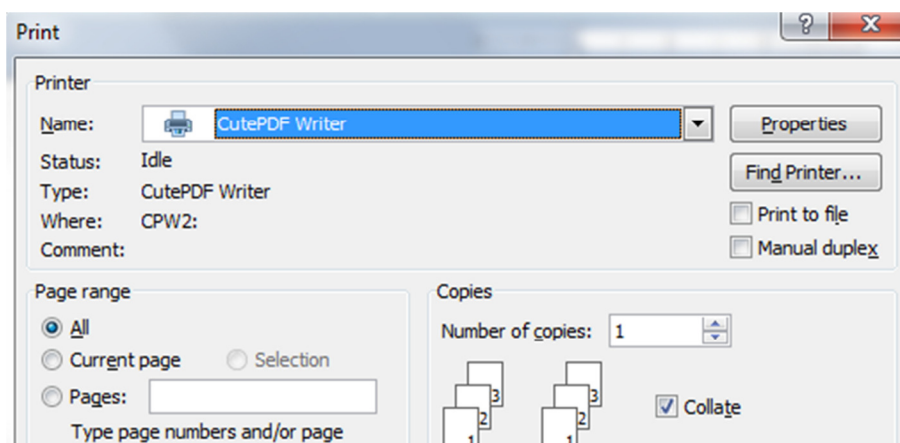 Print
Printer
Name: CutePDF Writer Properties
Status: Idle
Find Printer...
Type: CutePDF Writer
Where: CPW2: Print to file
Comment: Manual duplex
Page range
All
Current page Selection
Pages:
Type page numbers and/or page
Copies
Number of copies: 1
3 3
2 2
1 1
Collate